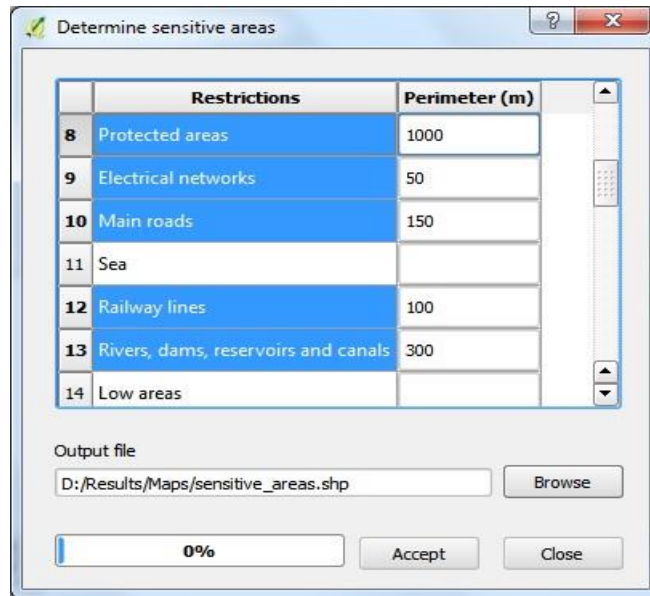 Determine sensitive areas
Restrictions Perimeter (m)
8 Protected areas 1000
9 Electrical networks 50
10 Main roads 150
11 Sea
12 Railway lines 100
13 Rivers, dams, reservoirs and canals 300
14 Low areas
Output file
D:/Results/Maps/sensitive_areas.shp Browse
0% Accept Close